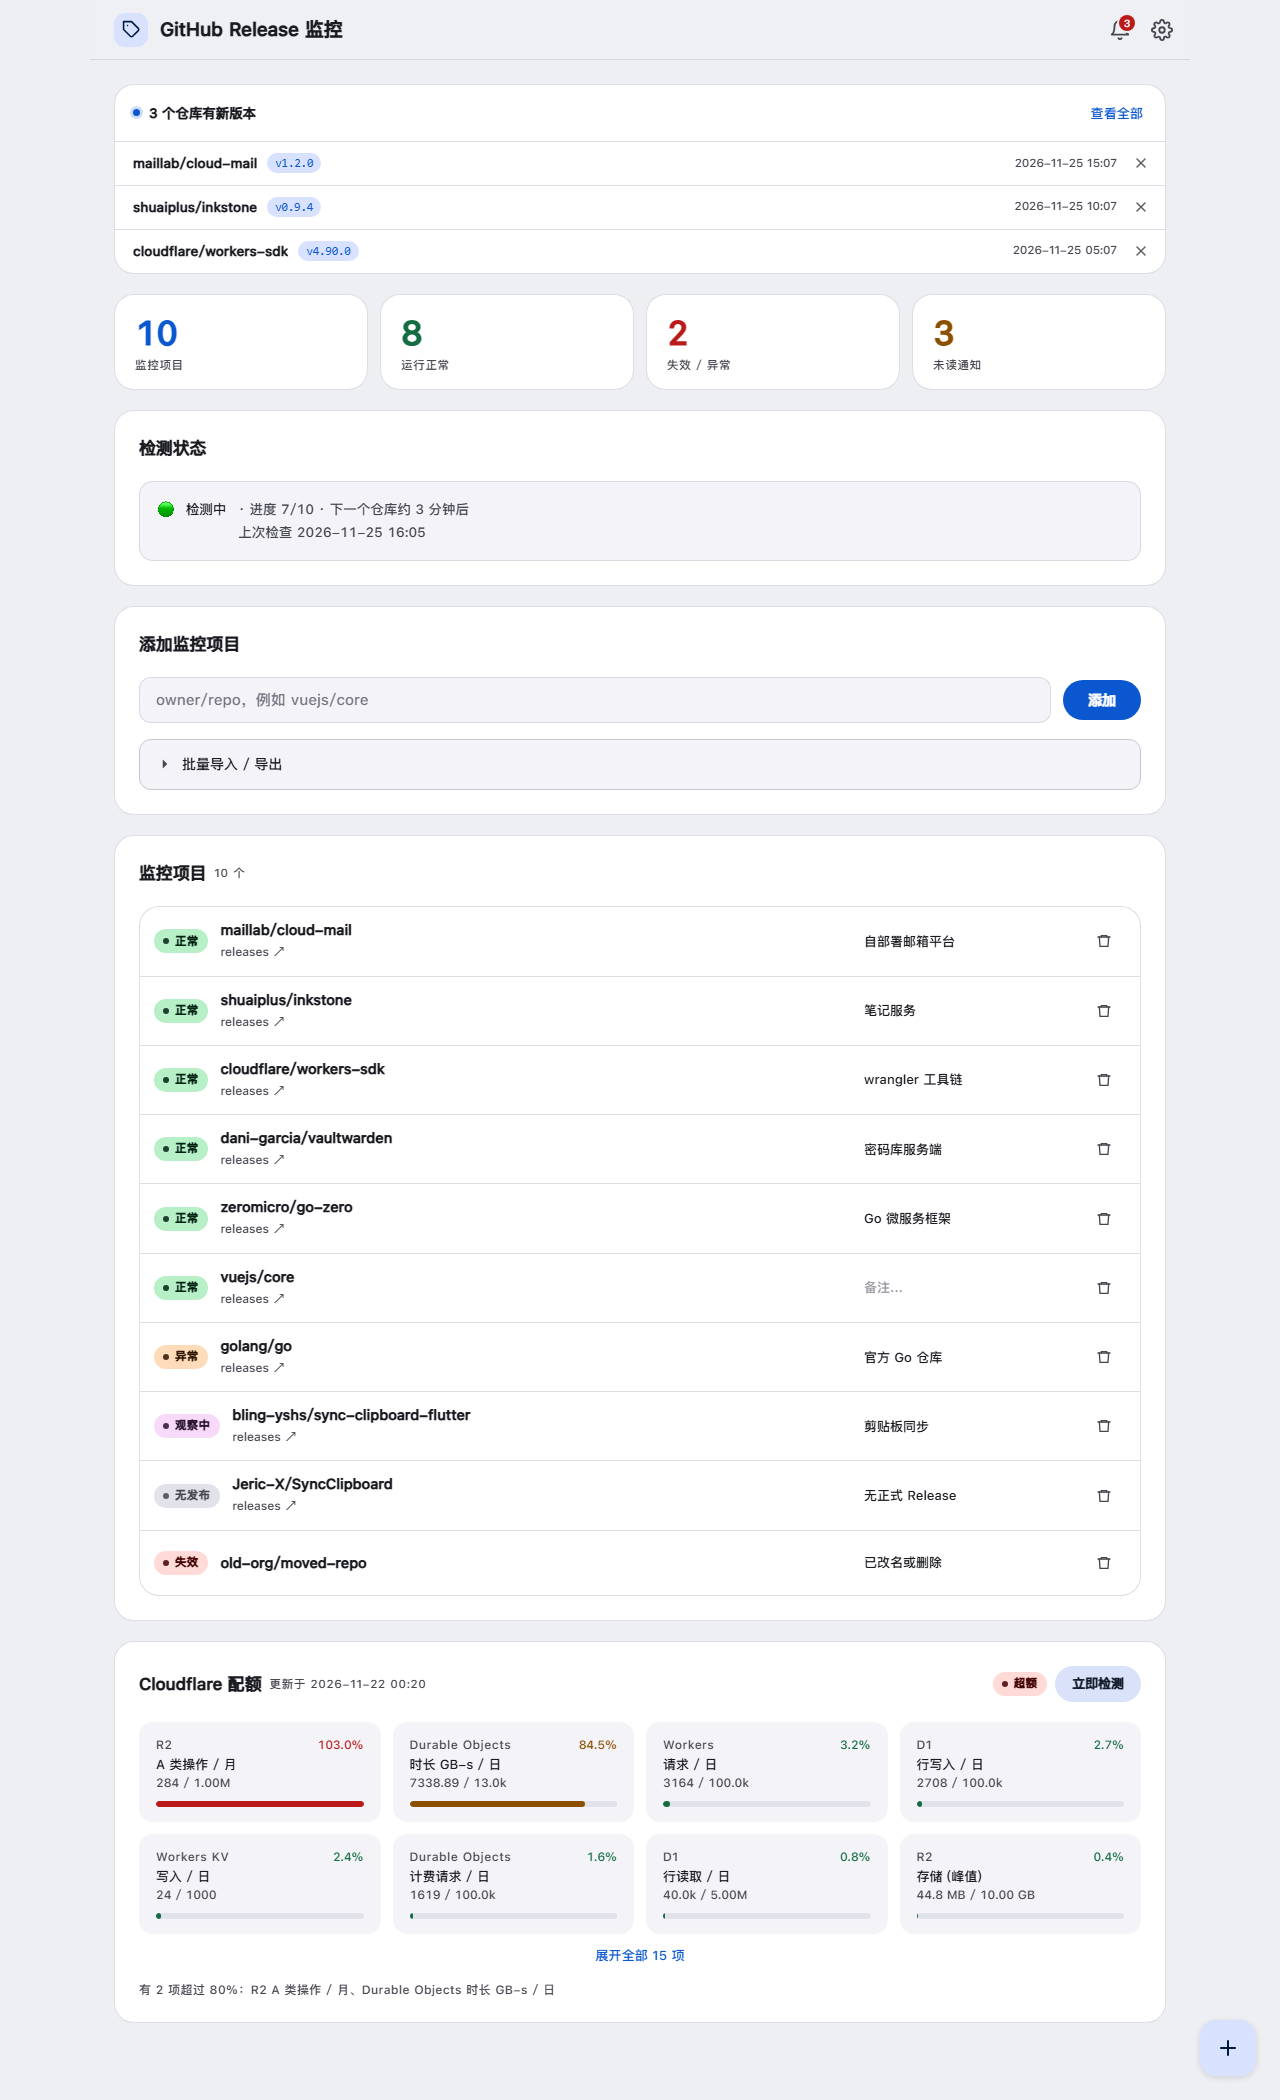 GitHub Release 监控
3
3 个仓库有新版本
查看全部
maillab/cloud-mail v1.2.0 2026-11-25 15:07
shuaiplus/inkstone v0.9.4 2026-11-25 10:07
cloudflare/workers-sdk v4.90.0 2026-11-25 05:07
10
监控项目
8
运行正常
2
失效 / 异常
3
未读通知
检测状态
检测中 · 进度 7/10 · 下一个仓库约 3 分钟后
上次检查 2026-11-25 16:05
添加监控项目
owner/repo，例如 vuejs/core
添加
批量导入 / 导出
监控项目 10 个
正常 maillab/cloud-mail 自部署邮箱平台
releases ↗
正常 shuaiplus/inkstone 笔记服务
releases ↗
正常 cloudflare/workers-sdk wrangler 工具链
releases ↗
正常 dani-garcia/vaultwarden 密码库服务端
releases ↗
正常 zeromicro/go-zero Go 微服务框架
releases ↗
正常 vuejs/core 备注...
releases ↗
异常 golang/go 官方 Go 仓库
releases ↗
观察中 bling-yshs/sync-clipboard-flutter 剪贴板同步
releases ↗
无发布 Jeric-X/SyncClipboard 无正式 Release
releases ↗
失效 old-org/moved-repo 已改名或删除
Cloudflare 配额 更新于 2026-11-22 00:20
超额
立即检测
R2 103.0%
A 类操作 / 月
284 / 1.00M
Durable Objects 84.5%
时长 GB-s / 日
7338.89 / 13.0k
Workers 3.2%
请求 / 日
3164 / 100.0k
D1 2.7%
行写入 / 日
2708 / 100.0k
Workers KV 2.4%
写入 / 日
24 / 1000
Durable Objects 1.6%
计费请求 / 日
1619 / 100.0k
D1 0.8%
行读取 / 日
40.0k / 5.00M
R2 0.4%
存储 (峰值)
44.8 MB / 10.00 GB
展开全部 15 项
有 2 项超过 80%：R2 A 类操作 / 月、Durable Objects 时长 GB-s / 日